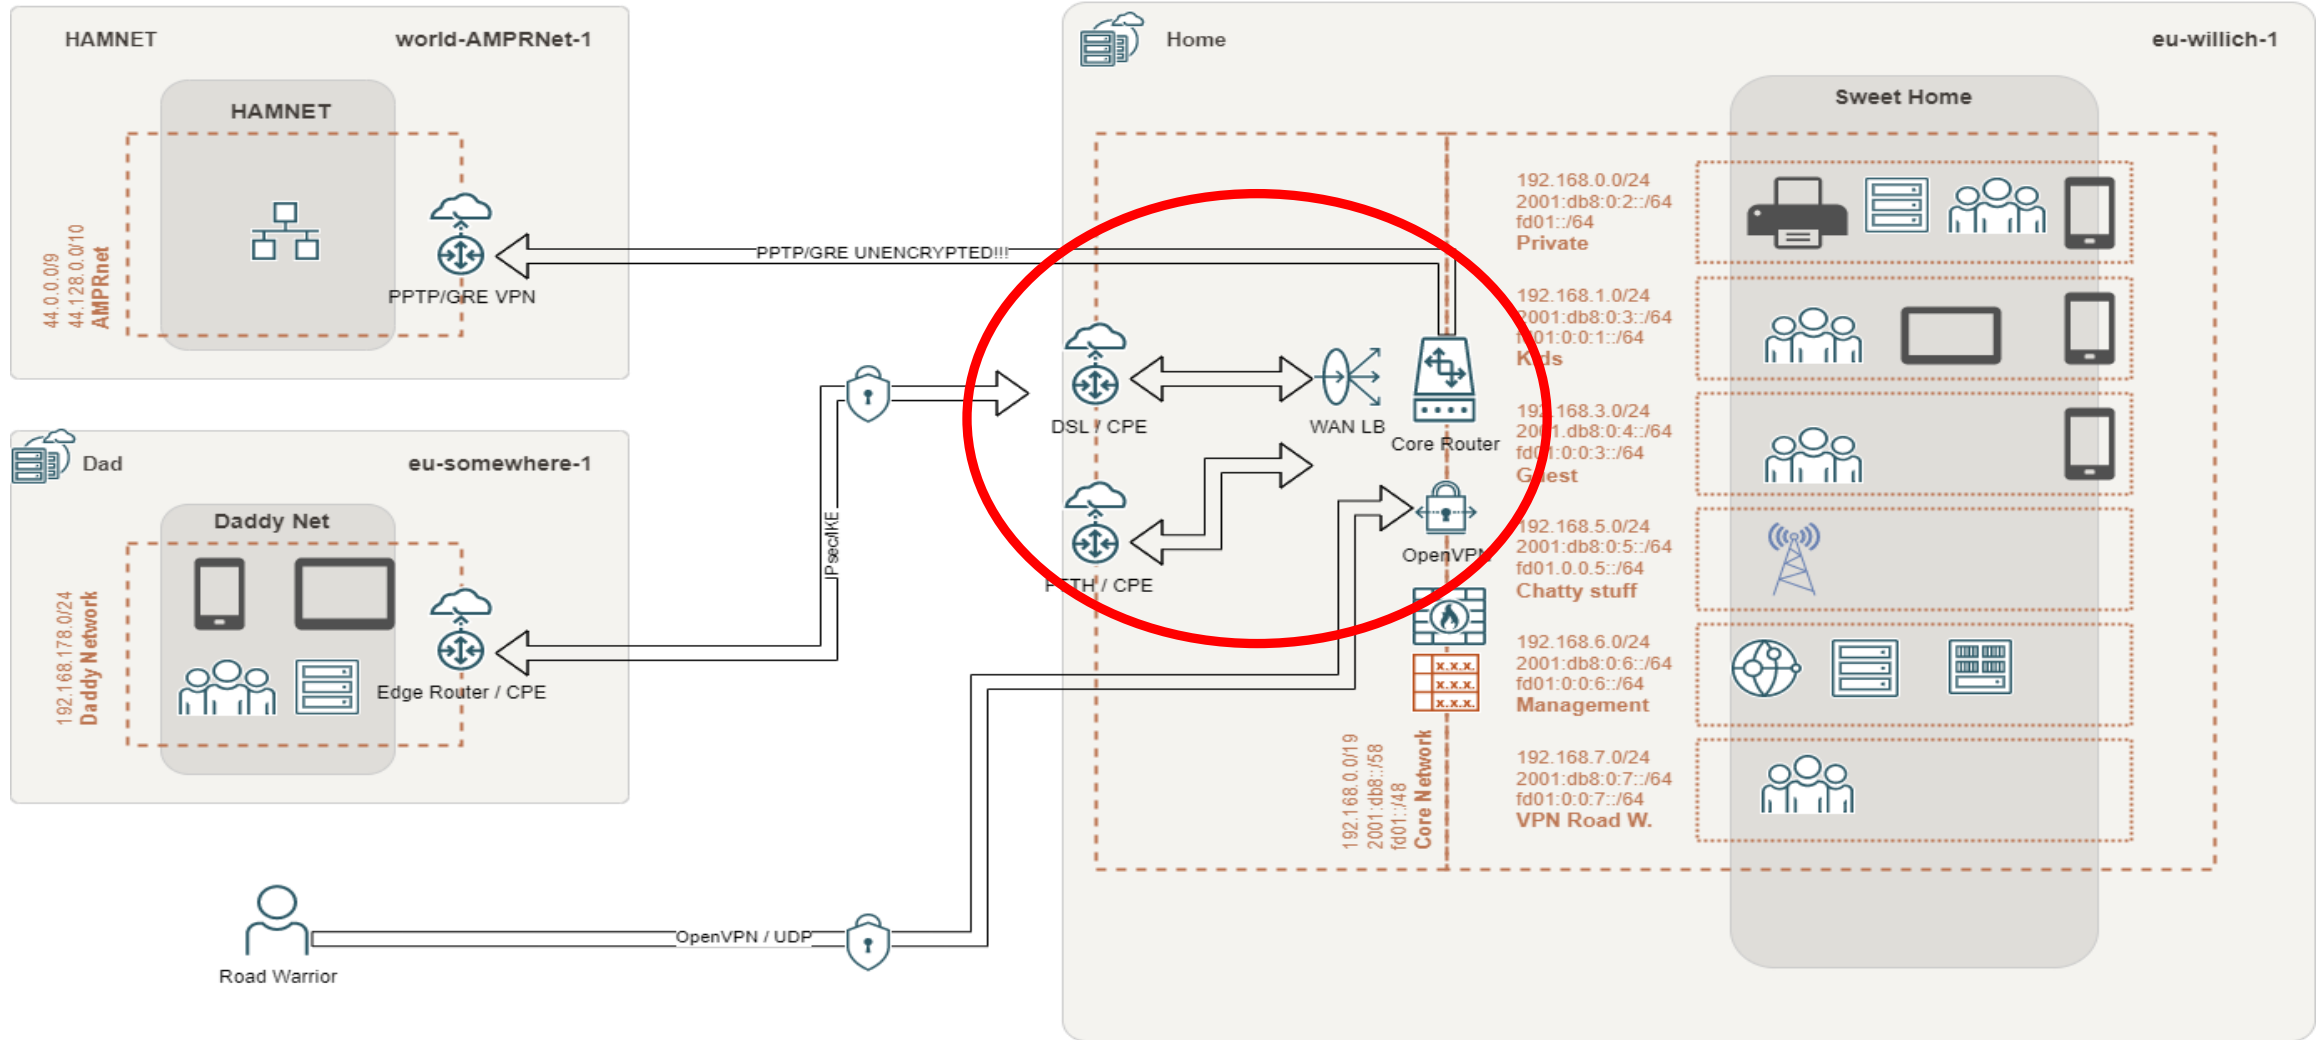 HAMNET
world-AMPRNet-1
HAMNET
44.0.0.0/9
44.128.0.0/10
AMPRnet
PPTP/GRE VPN
PPTP/GRE UNENCRYPTED!!!
Dad
eu-somewhere-1
Daddy Net
192.168.178.0/24
Daddy Network
Edge Router / CPE
IPsec/IKE
Road Warrior
OpenVPN / UDP
Home
eu-willich-1
Sweet Home
DSL / CPE
WAN LB
Core Router
FTTH / CPE
OpenVPN
x.x.x.
x.x.x.
x.x.x.
192.168.0.0/19
2001:db8::/58
fd01::/48
Core Network
192.168.0.0/24
2001:db8:0:2::/64
fd01::/64
Private
192.168.1.0/24
2001:db8:0:3::/64
fd01:0:0:1::/64
Kids
192.168.3.0/24
2001.db8:0:4::/64
fd01:0:0:3::/64
Guest
192.168.5.0/24
2001:db8:0:5::/64
fd01.0.0.5::/64
Chatty stuff
192.168.6.0/24
2001:db8:0:6::/64
fd01:0:0:6::/64
Management
192.168.7.0/24
2001:db8:0:7::/64
fd01:0:0:7::/64
VPN Road W.